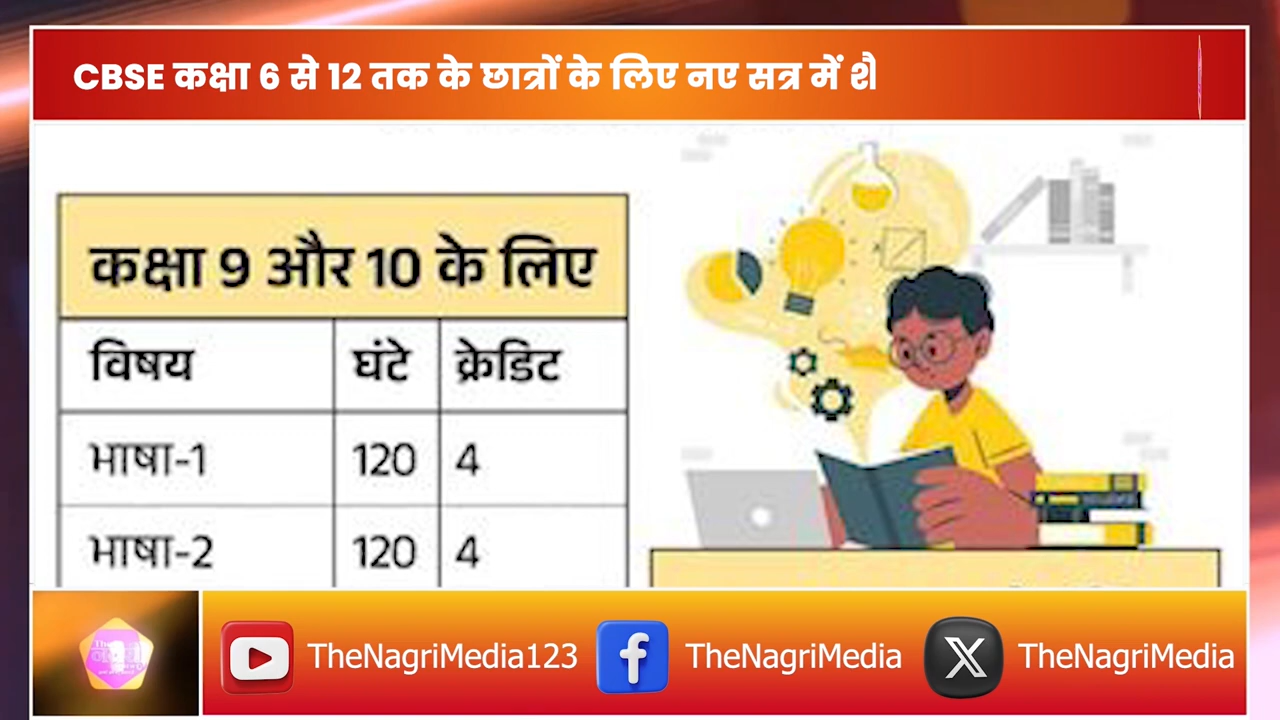 CBSE कक्षा 6 से 12 तक के छात्रों के लिए नए सत्र में शै
कक्षा 9 और 10 के लिए
विषय घंटे क्रेडिट
भाषा-1 120 4
भाषा-2 120 4
TheNagriMedia123 TheNagriMedia TheNagriMedia